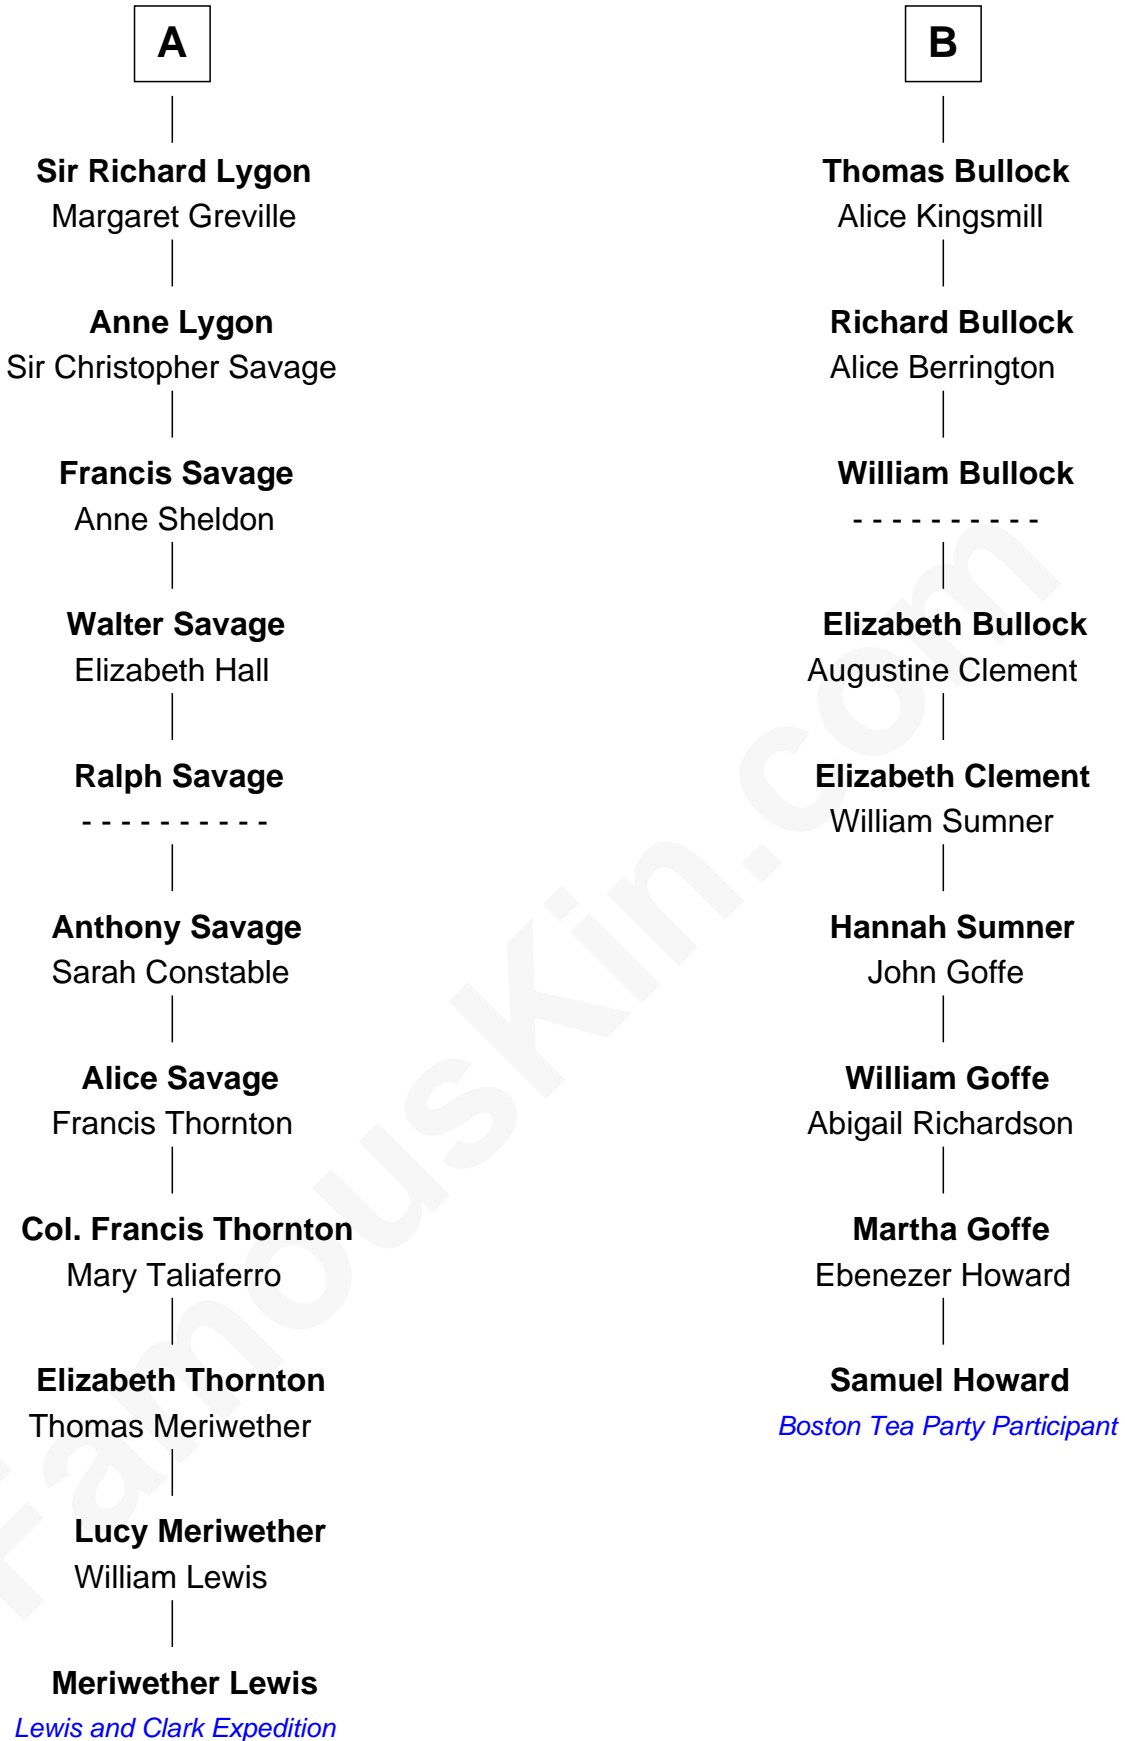 A
Sir Richard Lygon
Margaret Greville
Anne Lygon
Sir Christopher Savage
Francis Savage
Anne Sheldon
Walter Savage
Elizabeth Hall
Ralph Savage
- - - - - - - - - -
Anthony Savage
Sarah Constable
Alice Savage
Francis Thornton
Col. Francis Thornton
Mary Taliaferro
Elizabeth Thornton
Thomas Meriwether
Lucy Meriwether
William Lewis
Meriwether Lewis
Lewis and Clark Expedition
B
Thomas Bullock
Alice Kingsmill
Richard Bullock
Alice Berrington
William Bullock
- - - - - - - - - -
Elizabeth Bullock
Augustine Clement
Elizabeth Clement
William Sumner
Hannah Sumner
John Goffe
William Goffe
Abigail Richardson
Martha Goffe
Ebenezer Howard
Samuel Howard
Boston Tea Party Participant
FamousKin.com